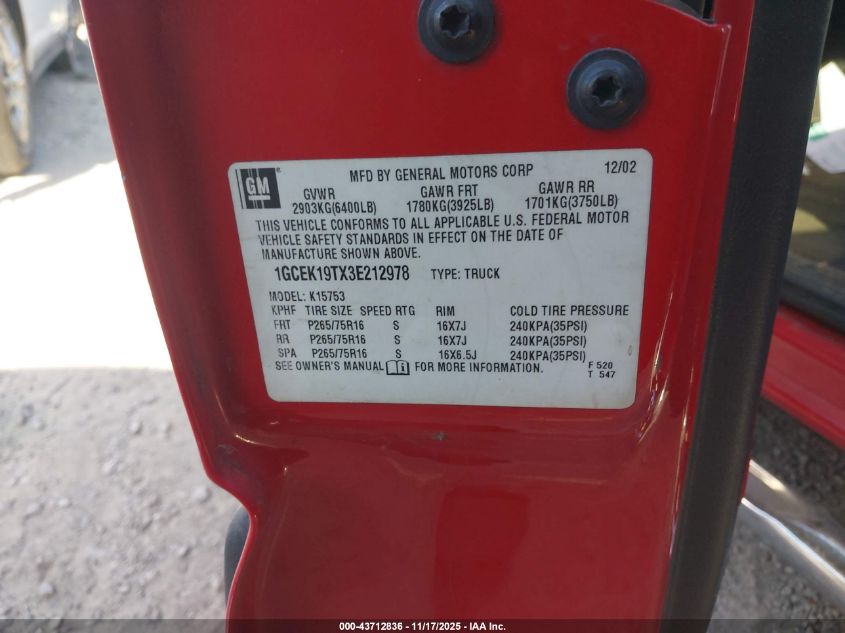 GM
MFD BY GENERAL MOTORS CORP 12/02
GVWR GAWR FRT GAWR RR
2903KG(6400LB) 1780KG(3925LB) 1701KG(3750LB)
THIS VEHICLE CONFORMS TO ALL APPLICABLE U.S. FEDERAL MOTOR
VEHICLE SAFETY STANDARDS IN EFFECT ON THE DATE OF
MANUFACTURE SHOWN ABOVE.
1GCEK19TX3E212978 TYPE: TRUCK
MODEL: K15753
KPHF TIRE SIZE SPEED RTG RIM COLD TIRE PRESSURE
FRT P265/75R16 S 16X7J 240KPA(35PSI)
RR P265/75R16 S 16X7J 240KPA(35PSI)
SPA P265/75R16 S 16X6.5J 240KPA(35PSI)
SEE OWNER'S MANUAL FOR MORE INFORMATION. F 520
T 547
000-43712836 - 11/17/2025 - IAA Inc.